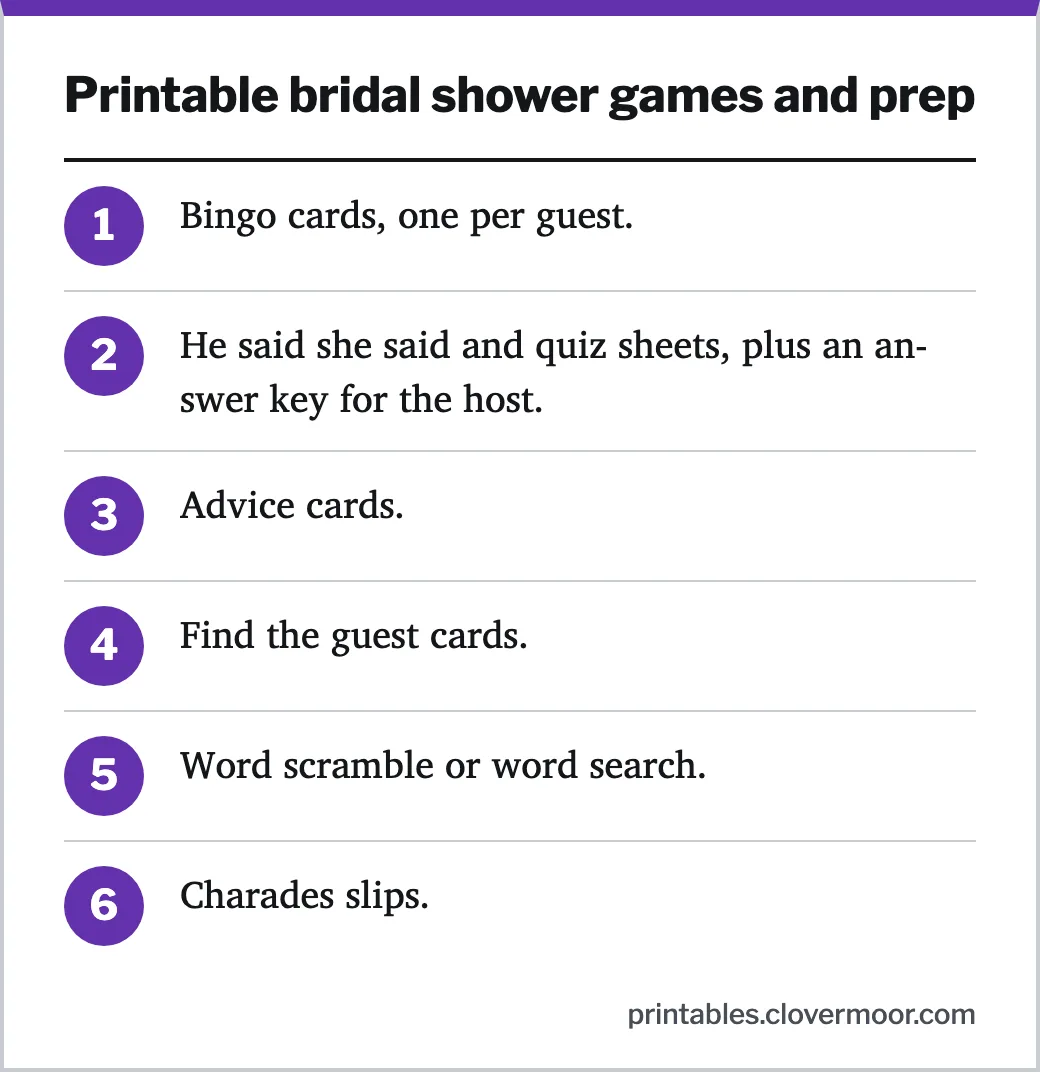 Printable bridal shower games and prep
1
Bingo cards, one per guest.
2
He said she said and quiz sheets, plus an an-
swer key for the host.
3
Advice cards.
4
Find the guest cards.
5
Word scramble or word search.
6
Charades slips.
printables.clovermoor.com